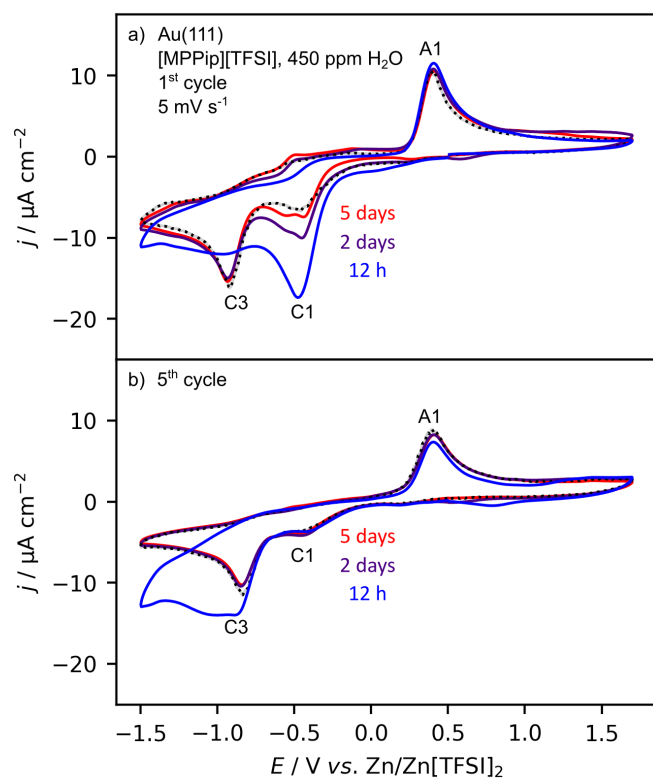 a) Au(111)
[MPPip][TFSI], 450 ppm H₂O
1ˢᵗ cycle
5 mV s⁻¹
A1
10
0
−10
−20
j / µA cm⁻²
5 days
2 days
12 h
C3
C1
b) 5ᵗʰ cycle
A1
10
0
−10
−20
j / µA cm⁻²
5 days
2 days
12 h
C1
C3
−1.5 −1.0 −0.5 0.0 0.5 1.0 1.5
E / V vs. Zn/Zn[TFSI]₂